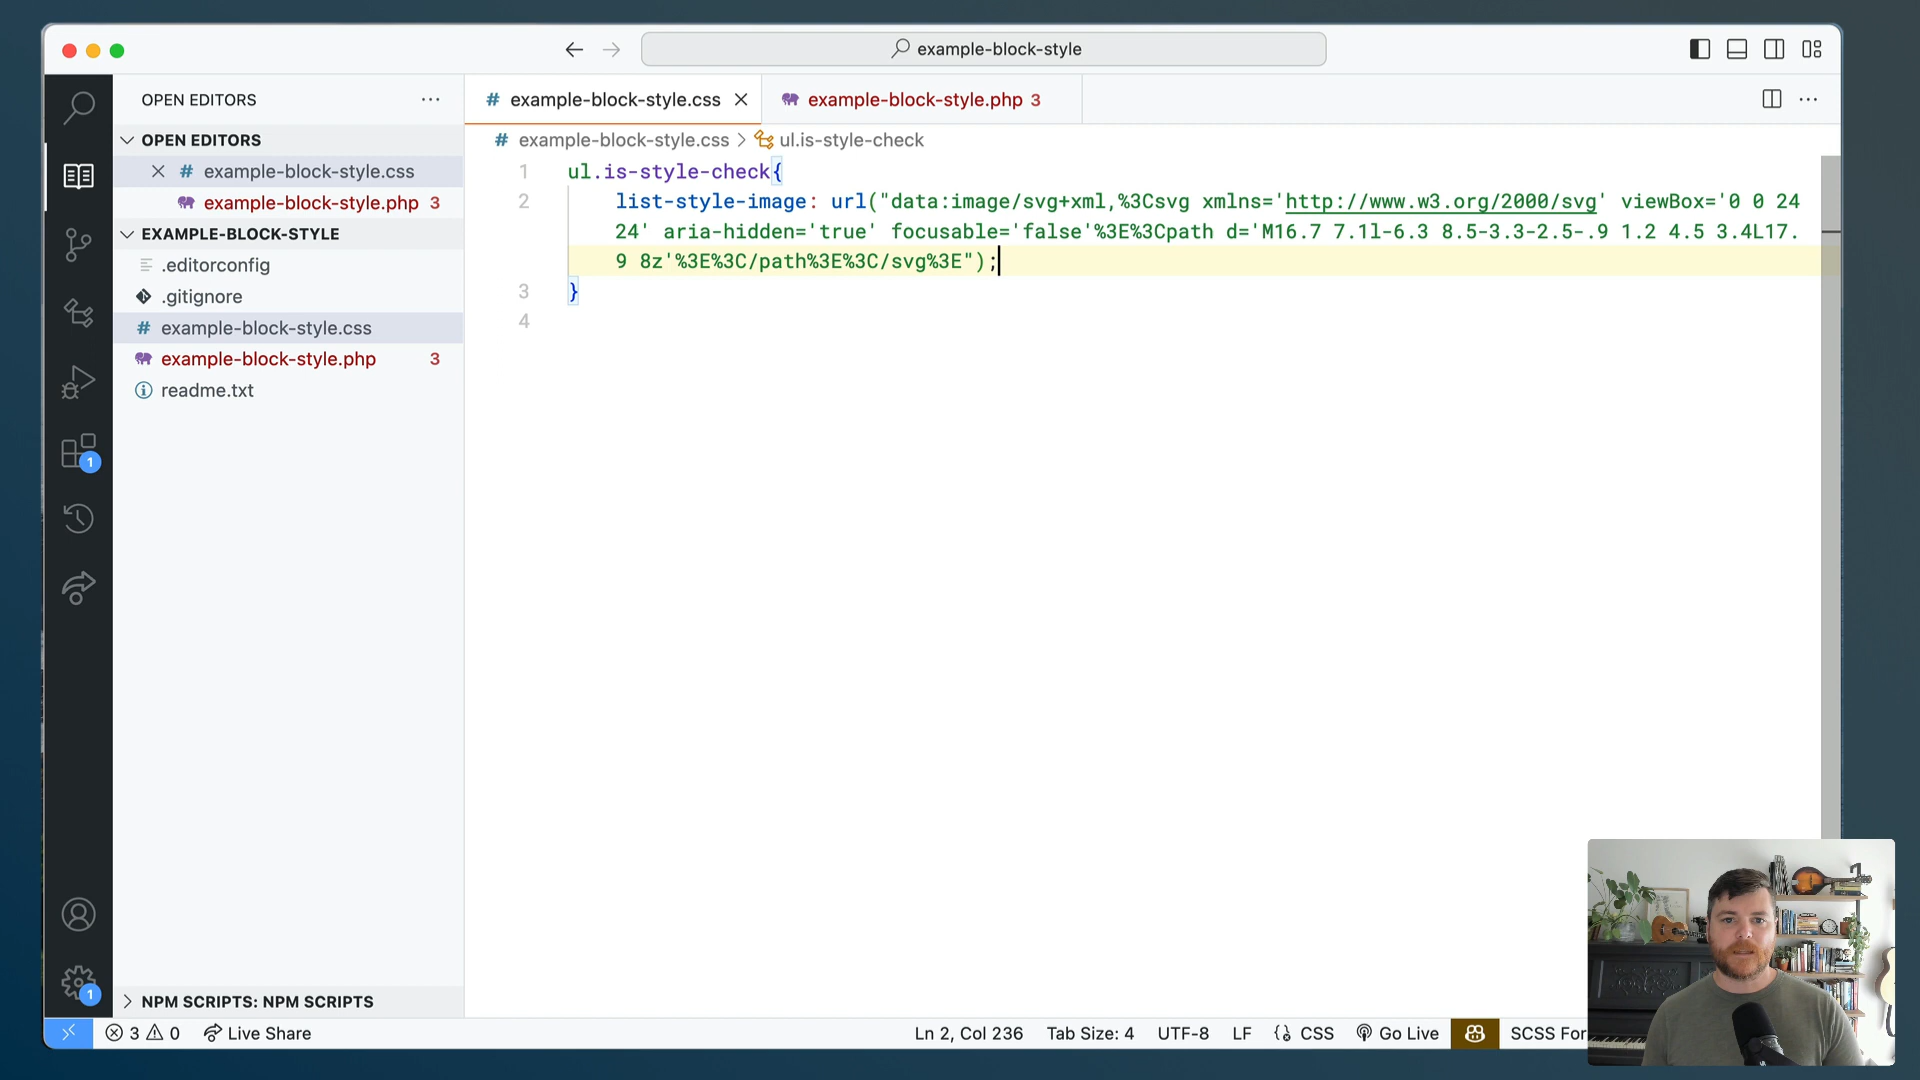 example-block-style
OPEN EDITORS
OPEN EDITORS
example-block-style.css
example-block-style.php 3
EXAMPLE-BLOCK-STYLE
.editorconfig
.gitignore
example-block-style.css
example-block-style.php 3
readme.txt
1
1
NPM SCRIPTS: NPM SCRIPTS
example-block-style.css
example-block-style.php 3
example-block-style.css > ul.is-style-check
1 ul.is-style-check{
2 list-style-image: url("data:image/svg+xml,%3Csvg xmlns='http://www.w3.org/2000/svg' viewBox='0 0 24
24' aria-hidden='true' focusable='false'%3E%3Cpath d='M16.7 7.1l-6.3 8.5-3.3-2.5-.9 1.2 4.5 3.4L17.
9 8z'%3E%3C/path%3E%3C/svg%3E");
3 }
4
3 0 Live Share Ln 2, Col 236 Tab Size: 4 UTF-8 LF CSS Go Live SCSS For